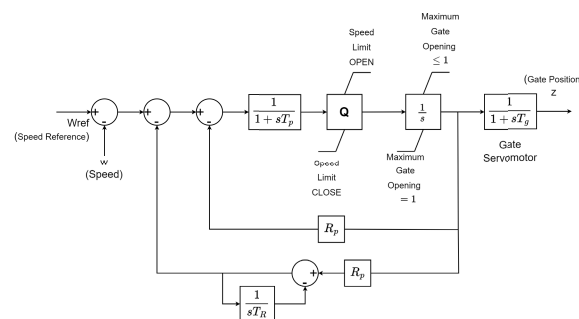 Speed
Limit
OPEN
Maximum
Gate
Opening
≤ 1
(Gate Position)
z
+
-
+
-
+
-
1
1 + sT_p
Q
1
s
1
1 + sT_g
Wref
(Speed Reference)
w
(Speed)
Speed
Limit
CLOSE
Maximum
Gate
Opening
= 1
Gate
Servomotor
R_p
+
-
R_p
1
sT_R